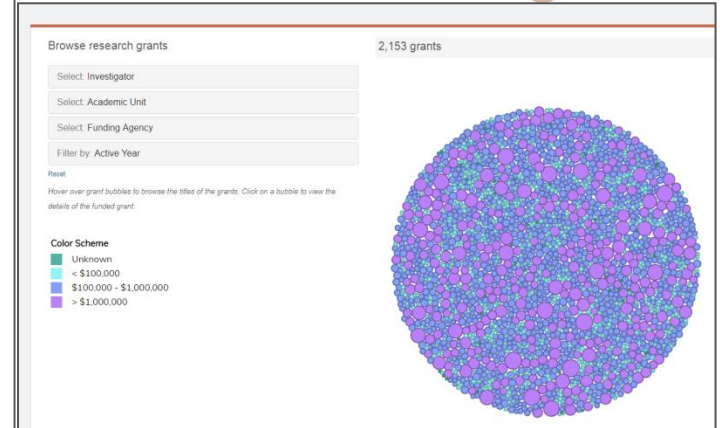 Browse research grants
2,153 grants
Select: Investigator
Select: Academic Unit
Select: Funding Agency
Filter by: Active Year
Reset
Hover over grant bubbles to browse the titles of the grants. Click on a bubble to view the
details of the funded grant.
Color Scheme
Unknown
< $100,000
$100,000 - $1,000,000
> $1,000,000